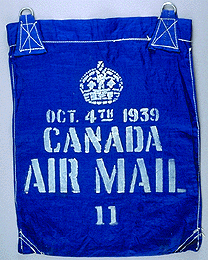 OCT. 4TH 1939
CANADA
AIR MAIL
11